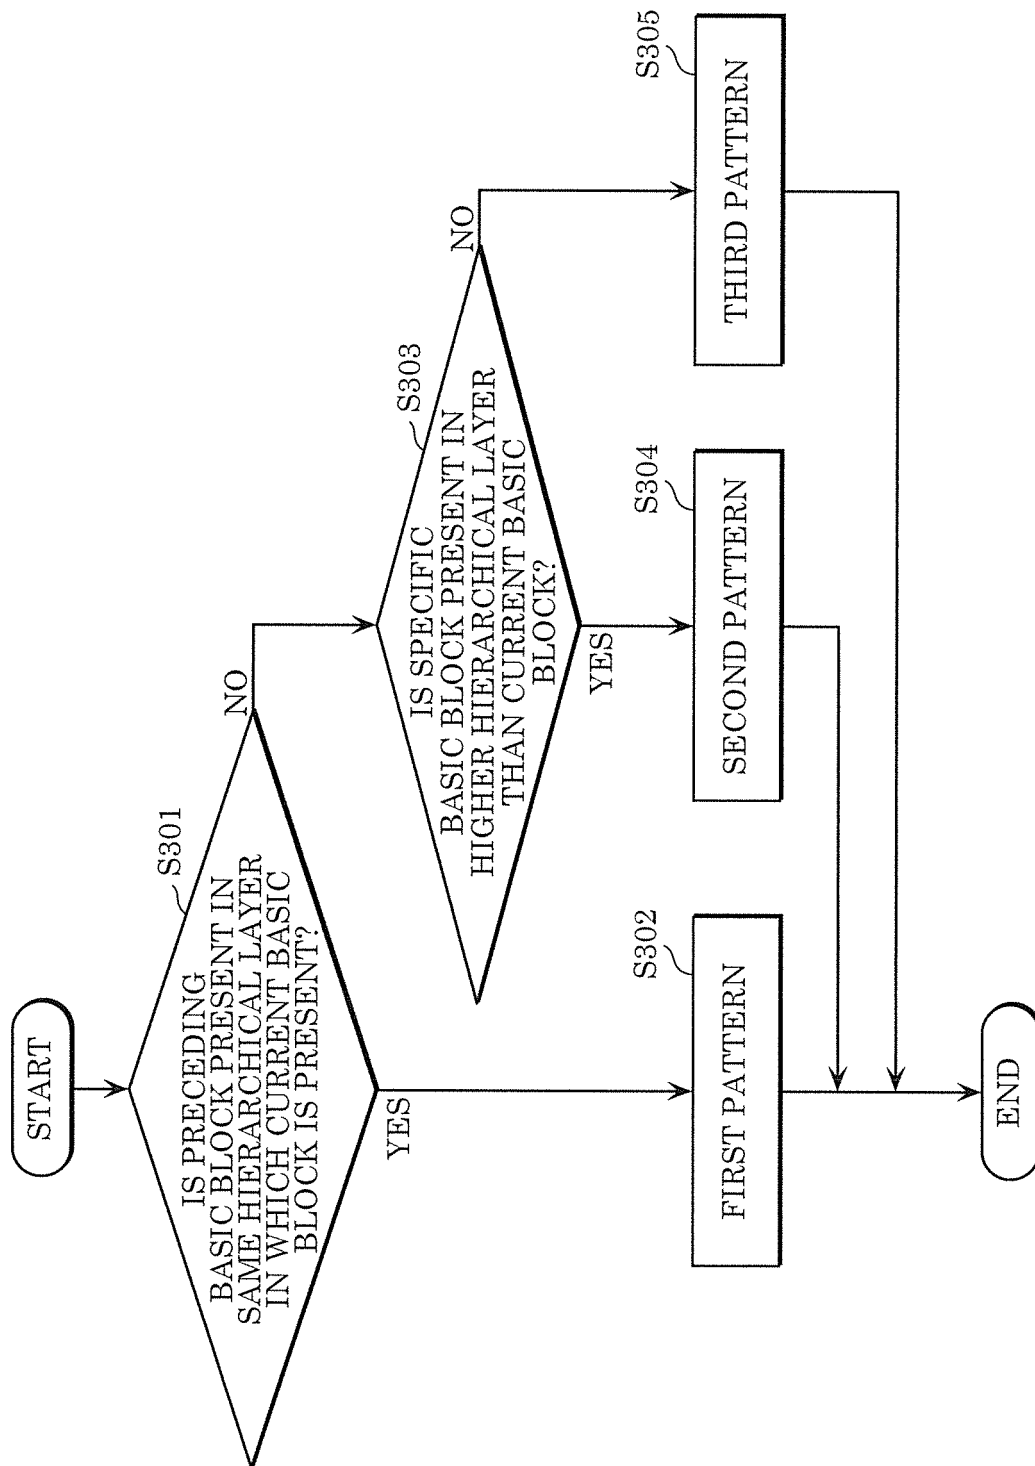 START
S301
IS PRECEDING
BASIC BLOCK PRESENT IN
SAME HIERARCHICAL LAYER
IN WHICH CURRENT BASIC
BLOCK IS PRESENT?
NO
YES
S303
IS SPECIFIC
BASIC BLOCK PRESENT IN
HIGHER HIERARCHICAL LAYER
THAN CURRENT BASIC
BLOCK?
NO
YES
S302
FIRST PATTERN
S304
SECOND PATTERN
S305
THIRD PATTERN
END